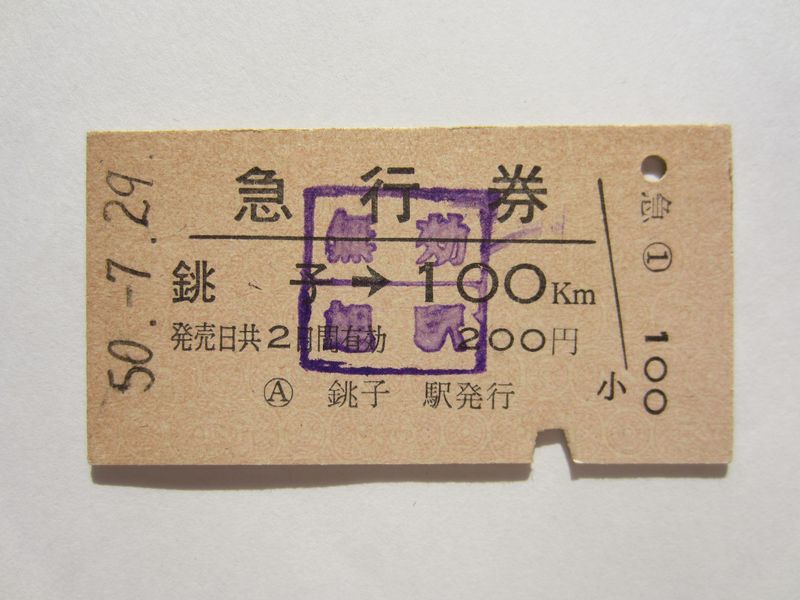 50.-7.29
急行券
銚子→100Km
発売日共2日間有効 200円
Ⓐ 銚子 駅発行
小
急 ① 100
無効